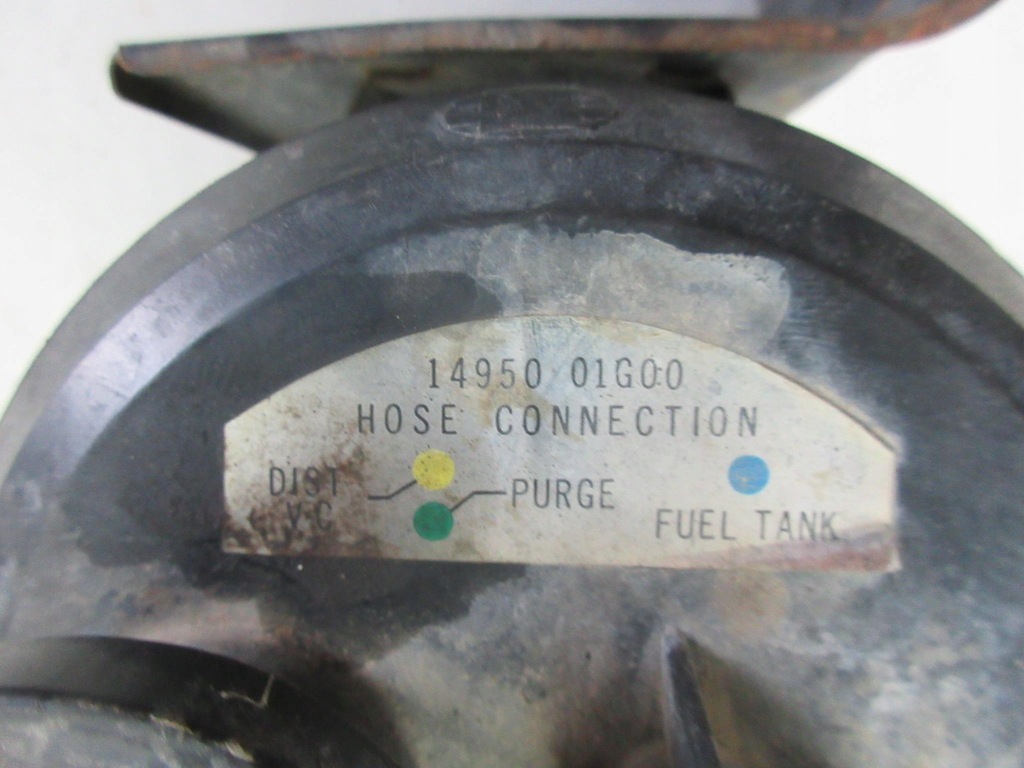 14950 01G00
HOSE CONNECTION
DIST
V.C
PURGE
FUEL TANK